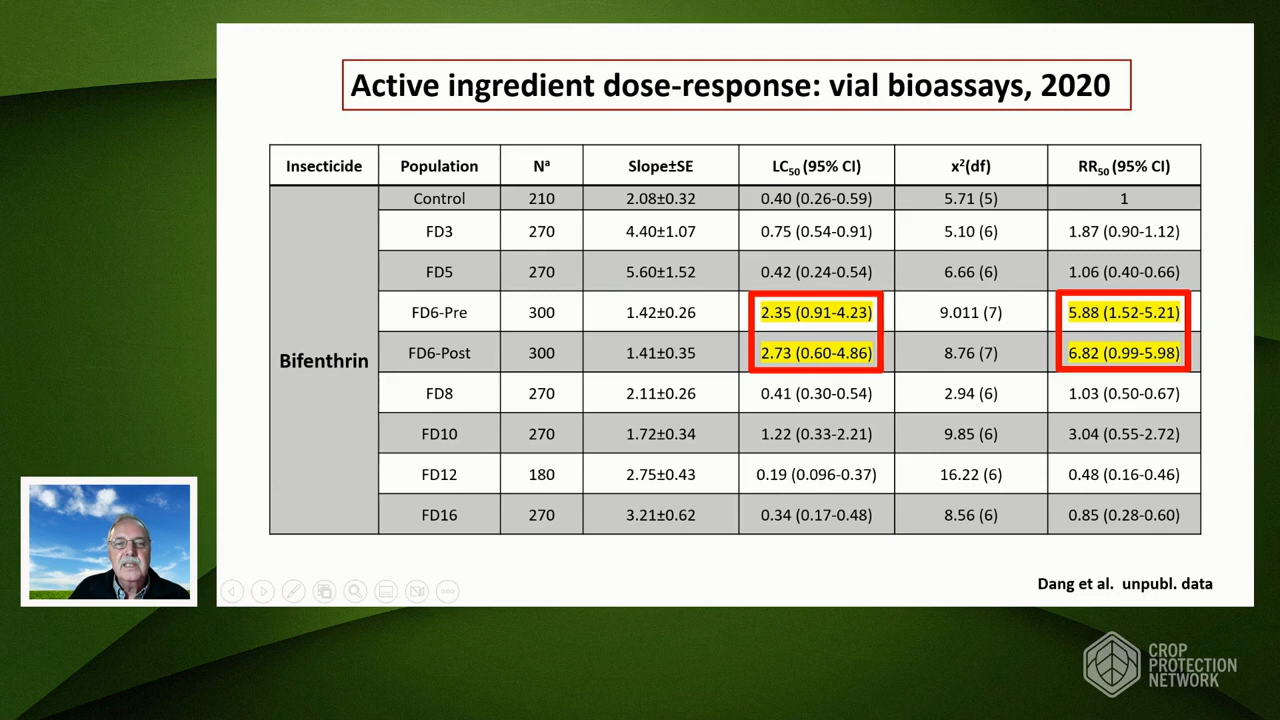 Active ingredient dose-response: vial bioassays, 2020
Insecticide Population Nᵃ Slope±SE LC₅₀ (95% CI) x²(df) RR₅₀ (95% CI)
Control 210 2.08±0.32 0.40 (0.26-0.59) 5.71 (5) 1
FD3 270 4.40±1.07 0.75 (0.54-0.91) 5.10 (6) 1.87 (0.90-1.12)
FD5 270 5.60±1.52 0.42 (0.24-0.54) 6.66 (6) 1.06 (0.40-0.66)
FD6-Pre 300 1.42±0.26 2.35 (0.91-4.23) 9.011 (7) 5.88 (1.52-5.21)
Bifenthrin FD6-Post 300 1.41±0.35 2.73 (0.60-4.86) 8.76 (7) 6.82 (0.99-5.98)
FD8 270 2.11±0.26 0.41 (0.30-0.54) 2.94 (6) 1.03 (0.50-0.67)
FD10 270 1.72±0.34 1.22 (0.33-2.21) 9.85 (6) 3.04 (0.55-2.72)
FD12 180 2.75±0.43 0.19 (0.096-0.37) 16.22 (6) 0.48 (0.16-0.46)
FD16 270 3.21±0.62 0.34 (0.17-0.48) 8.56 (6) 0.85 (0.28-0.60)
Dang et al. unpubl. data
CROP
PROTECTION
NETWORK